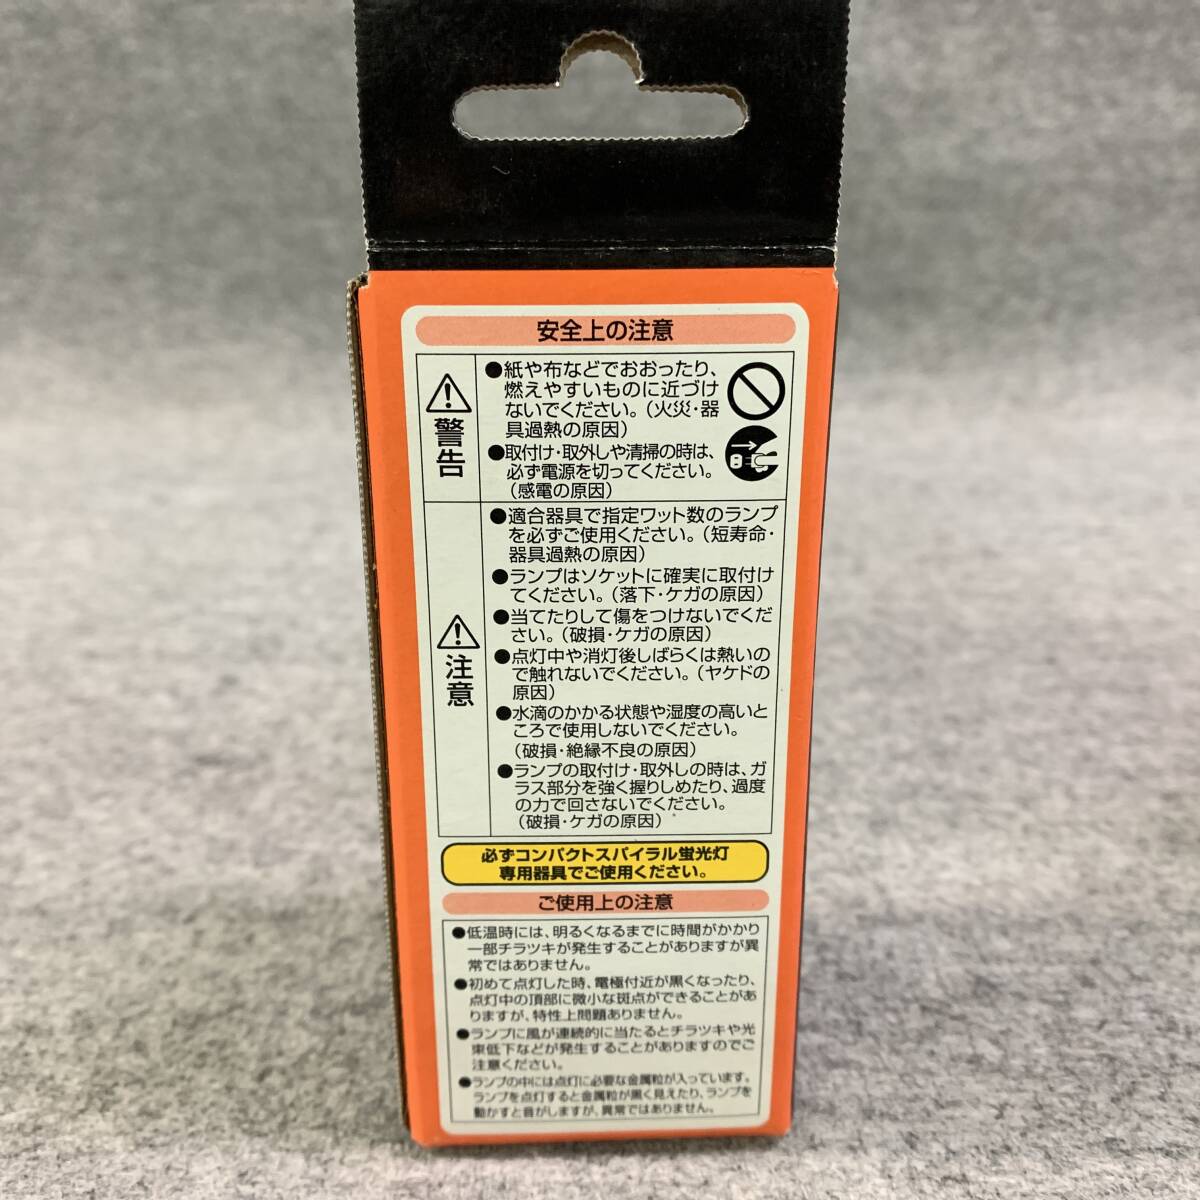 安全上の注意
警告
●紙や布などでおおったり、
燃えやすいものに近づけ
ないでください。(火災・器
具過熱の原因)
●取付け・取外しや清掃の時は、
必ず電源を切ってください。
(感電の原因)
注意
●適合器具で指定ワット数のランプ
を必ずご使用ください。(短寿命・
器具過熱の原因)
●ランプはソケットに確実に取付け
てください。(落下・ケガの原因)
●当てたりして傷をつけないでくだ
さい。(破損・ケガの原因)
●点灯中や消灯後しばらくは熱いの
で触れないでください。(ヤケドの
原因)
●水滴のかかる状態や湿度の高いと
ころで使用しないでください。
(破損・絶縁不良の原因)
●ランプの取付け・取外しの時は、ガ
ラス部分を強く握りしめたり、過度
の力で回さないでください。
(破損・ケガの原因)
必ずコンパクトスパイラル蛍光灯
専用器具でご使用ください。
ご使用上の注意
●低温時には、明るくなるまでに時間がかかり
一部チラツキが発生することがありますが異
常ではありません。
●初めて点灯した時、電極付近が黒くなったり、
点灯中の頂部に微小な斑点ができることがあ
りますが、特性上問題ありません。
●ランプに風が連続的に当たるとチラツキや光
束低下などが発生することがありますのでご
注意ください。
●ランプの中には点灯に必要な金属粒が入っています。
ランプを点灯すると金属粒が黒く見えたり、ランプを
動かすと音がしますが、異常ではありません。